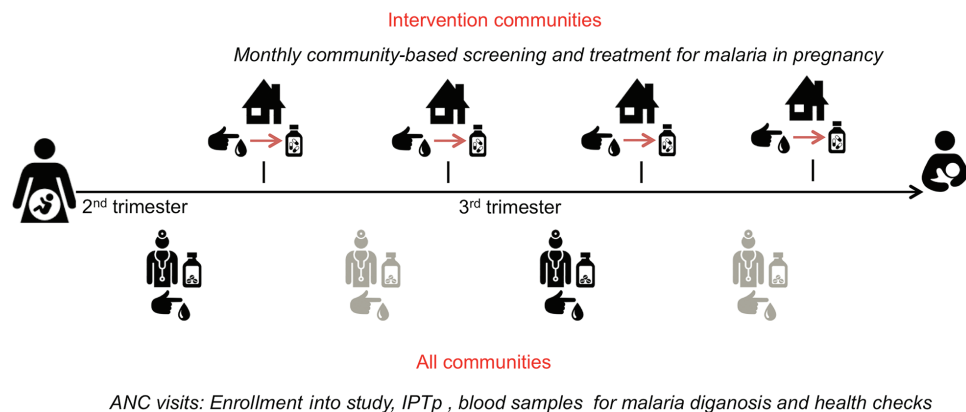 Intervention communities
Monthly community-based screening and treatment for malaria in pregnancy
2nd trimester
3rd trimester
All communities
ANC visits: Enrollment into study, IPTp , blood samples  for malaria diganosis and health checks